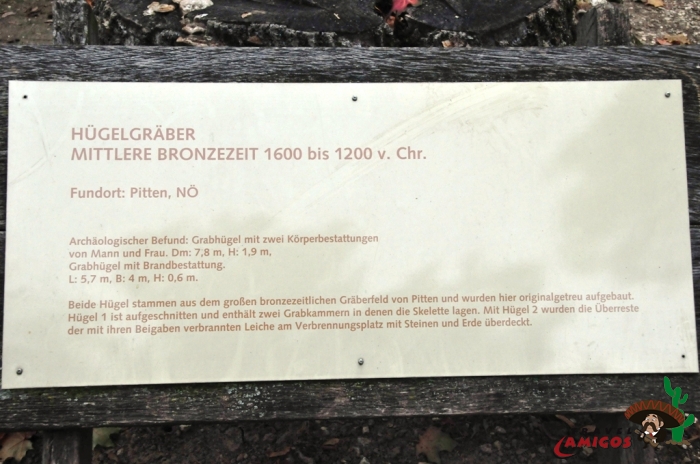 HÜGELGRÄBER
MITTLERE BRONZEZEIT 1600 bis 1200 v. Chr.
Fundort: Pitten, NÖ
Archäologischer Befund: Grabhügel mit zwei Körperbestattungen
von Mann und Frau. Dm: 7,8 m, H: 1,9 m,
Grabhügel mit Brandbestattung.
L: 5,7 m, B: 4 m, H: 0,6 m.
Beide Hügel stammen aus dem großen bronzezeitlichen Gräberfeld von Pitten und wurden hier originalgetreu aufgebaut.
Hügel 1 ist aufgeschnitten und enthält zwei Grabkammern in denen die Skelette lagen. Mit Hügel 2 wurden die Überreste
der mit ihren Beigaben verbrannten Leiche am Verbrennungsplatz mit Steinen und Erde überdeckt.
AMIGOS